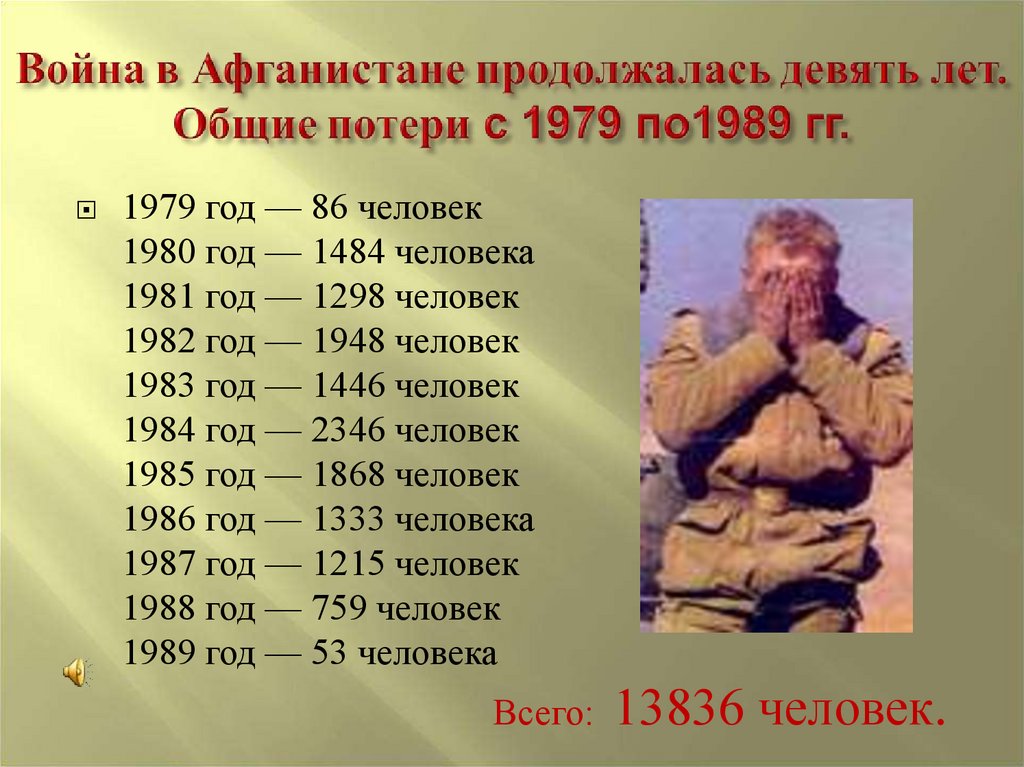 Война в Афганистане продолжалась девять лет.
Общие потери с 1979 по1989 гг.
1979 год — 86 человек
1980 год — 1484 человека
1981 год — 1298 человек
1982 год — 1948 человек
1983 год — 1446 человек
1984 год — 2346 человек
1985 год — 1868 человек
1986 год — 1333 человека
1987 год — 1215 человек
1988 год — 759 человек
1989 год — 53 человека
Всего: 13836 человек.